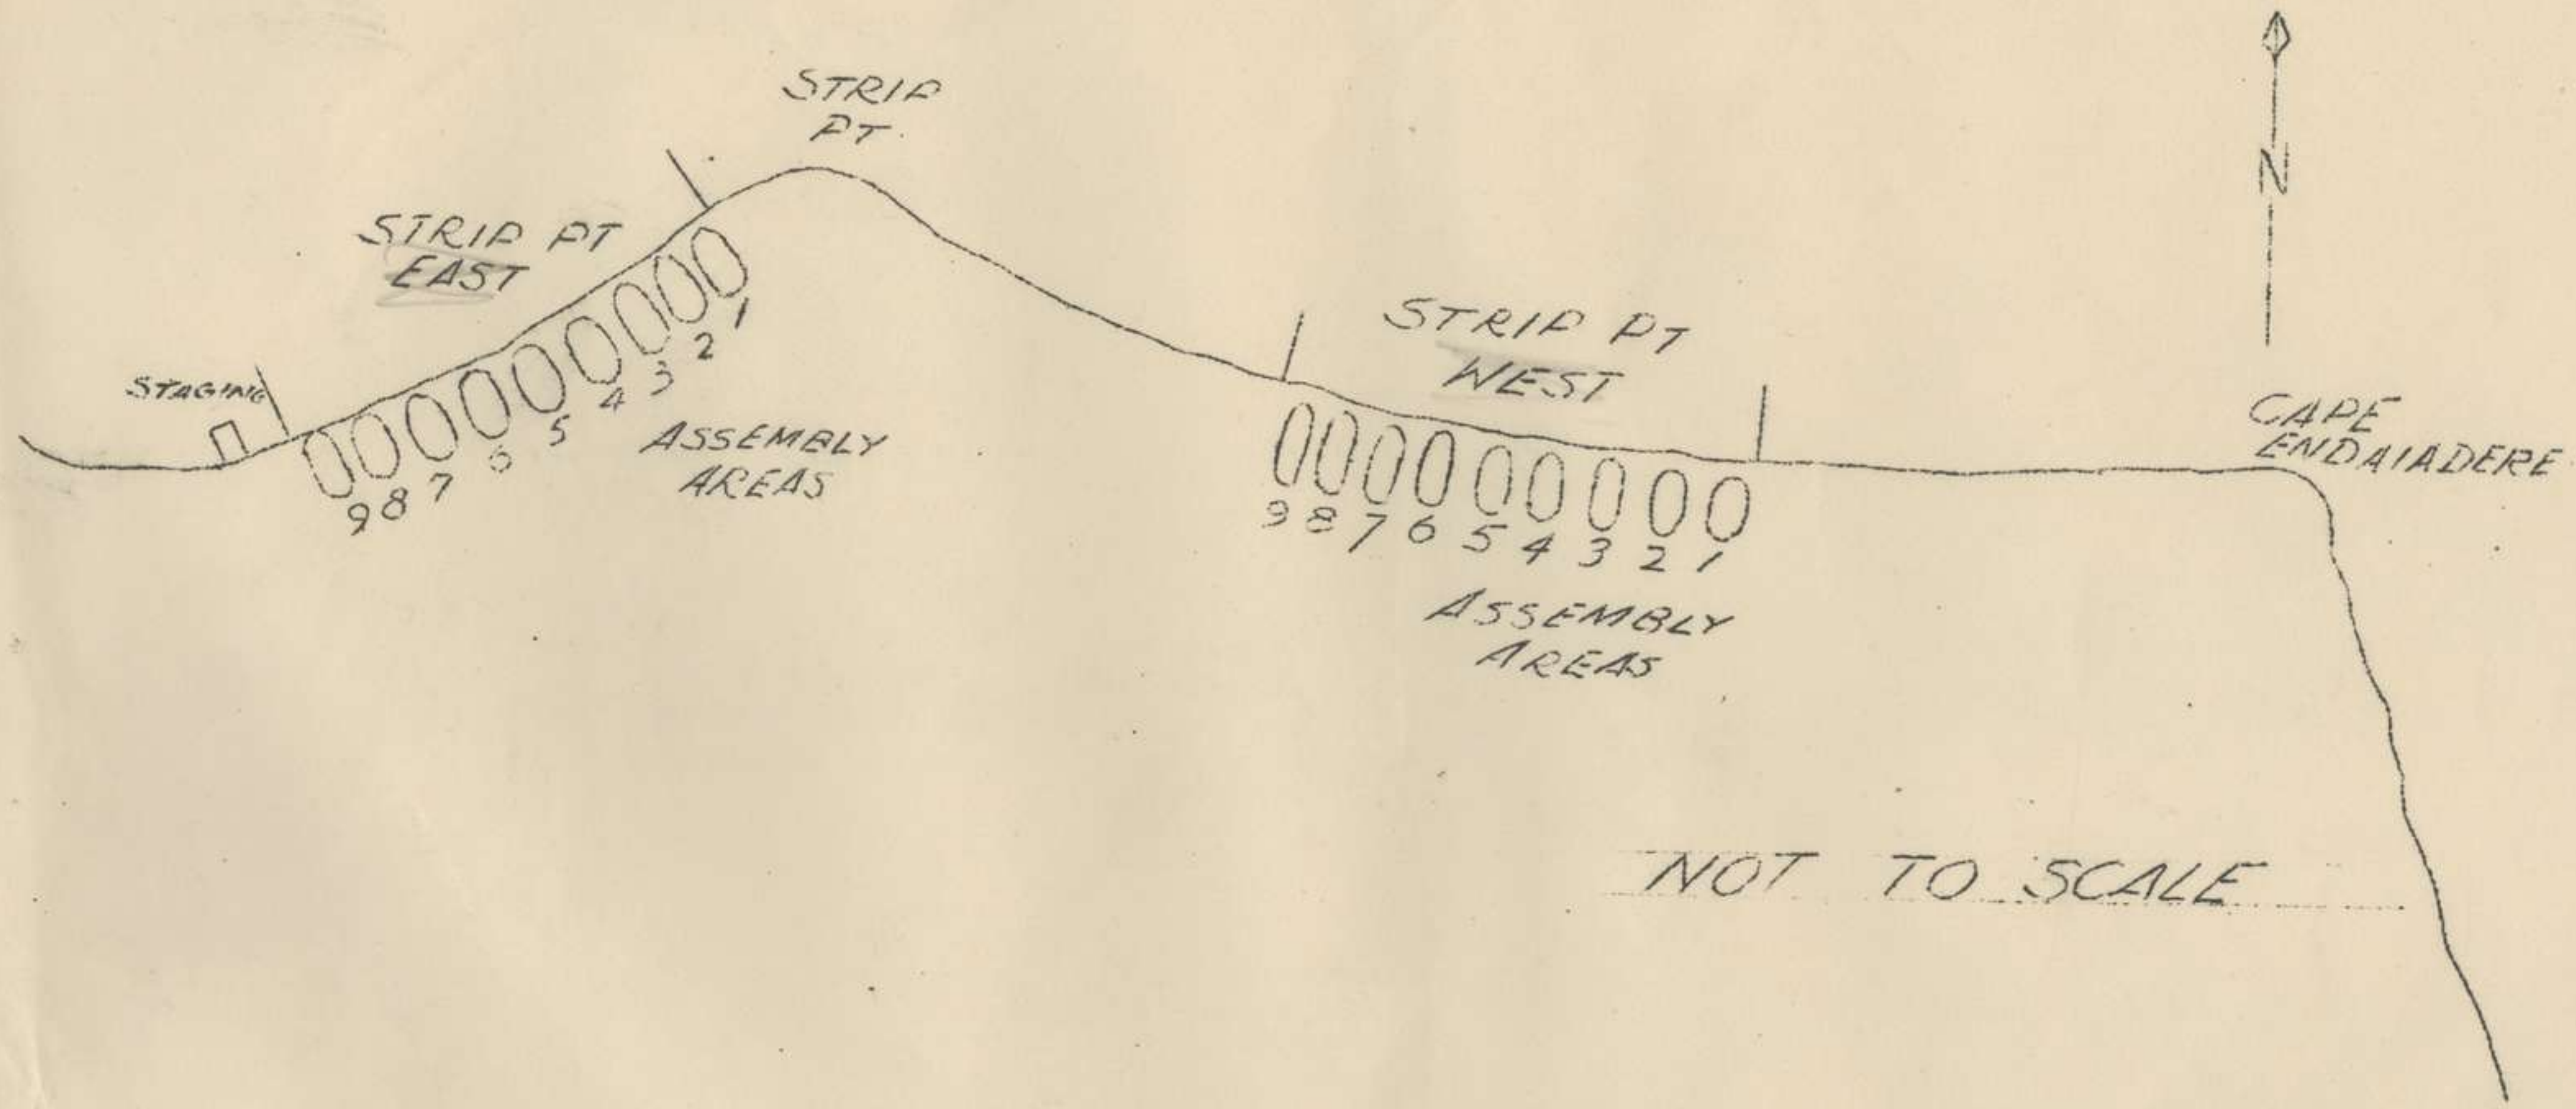 STRIP
PT.
N
STRIP PT
EAST
STAGING
1
2
3
4
5
6
7
8
9
ASSEMBLY
AREAS
STRIP PT
WEST
9 8 7 6 5 4 3 2 1
ASSEMBLY
AREAS
CAPE
ENDAIADERE
NOT TO SCALE